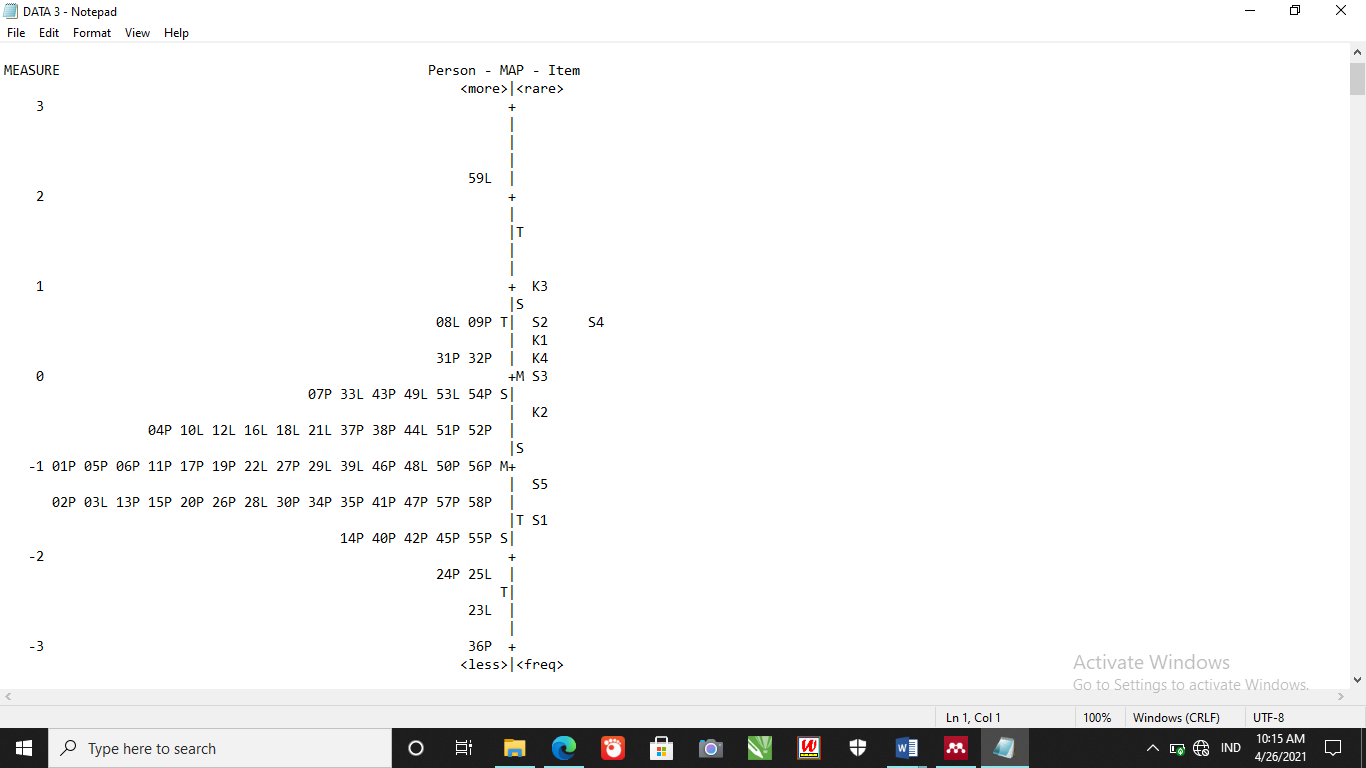 DATA 3 - Notepad
File Edit Format View Help
MEASURE Person - MAP - Item
<more>|<rare>
3 +
|
|
|
59L |
2 +
|
|T
|
|
1 + K3
|S
08L 09P T| S2 S4
| K1
31P 32P | K4
0 +M S3
07P 33L 43P 49L 53L 54P S|
| K2
04P 10L 12L 16L 18L 21L 37P 38P 44L 51P 52P |
|S
-1 01P 05P 06P 11P 17P 19P 22L 27P 29L 39L 46P 48L 50P 56P M+
| S5
02P 03L 13P 15P 20P 26P 28L 30P 34P 35P 41P 47P 57P 58P |
|T S1
14P 40P 42P 45P 55P S|
-2 +
24P 25L |
T|
23L |
|
-3 36P +
<less>|<freq>
Activate Windows
Go to Settings to activate Windows.
Ln 1, Col 1 100% Windows (CRLF) UTF-8
Type here to search
IND
10:15 AM
4/26/2021